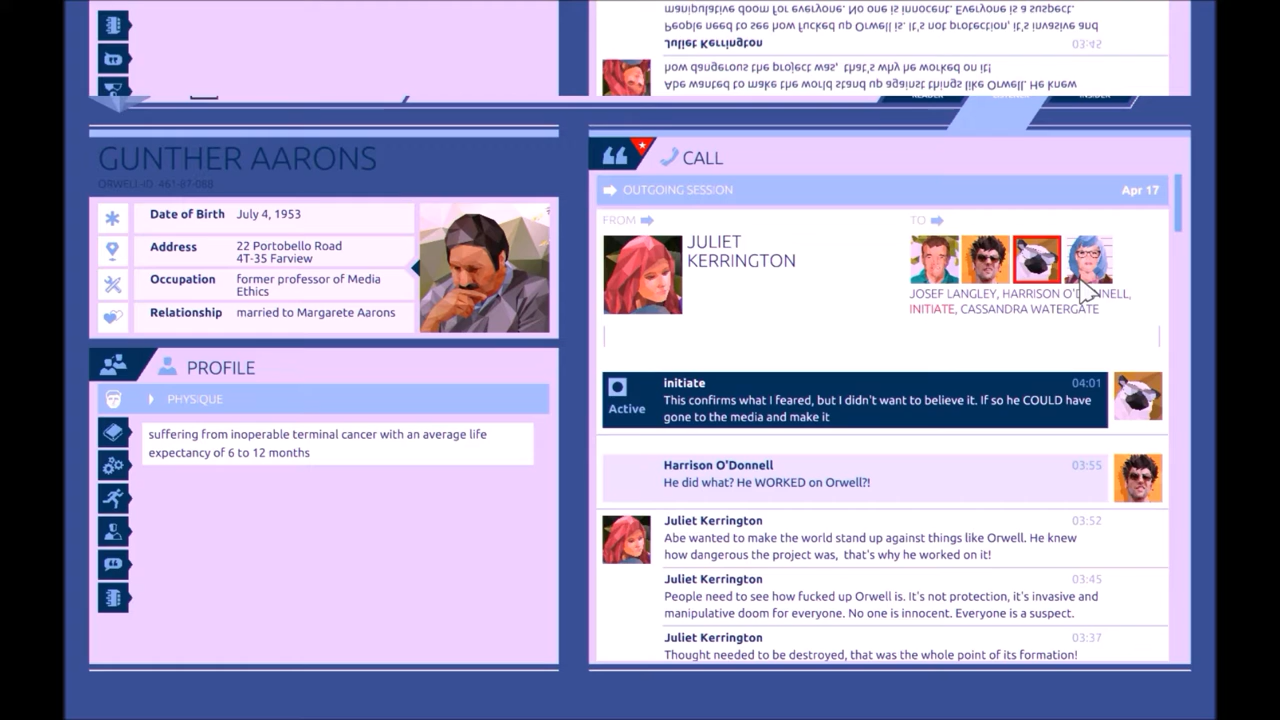 manipulative doom for everyone. No one is innocent. Everyone is a suspect.
People need to see how fucked up Orwell is. It's not protection, it's invasive and
Juliet Kerrington 03:45
how dangerous the project was, that's why he worked on it!
Abe wanted to make the world stand up against things like Orwell. He knew
READER
INSIDER
GUNTHER AARONS
ORWELL-ID 461-87-088
Date of Birth July 4, 1953
Address 22 Portobello Road
4T-35 Farview
Occupation former professor of Media
Ethics
Relationship married to Margarete Aarons
PROFILE
PHYSIQUE
suffering from inoperable terminal cancer with an average life
expectancy of 6 to 12 months
CALL
OUTGOING SESSION Apr 17
FROM TO
JULIET
KERRINGTON
JOSEF LANGLEY, HARRISON O'DONNELL,
INITIATE, CASSANDRA WATERGATE
initiate 04:01
Active
This confirms what I feared, but I didn't want to believe it. If so he COULD have
gone to the media and make it
Harrison O'Donnell 03:55
He did what? He WORKED on Orwell?!
Juliet Kerrington 03:52
Abe wanted to make the world stand up against things like Orwell. He knew
how dangerous the project was, that's why he worked on it!
Juliet Kerrington 03:45
People need to see how fucked up Orwell is. It's not protection, it's invasive and
manipulative doom for everyone. No one is innocent. Everyone is a suspect.
Juliet Kerrington 03:37
Thought needed to be destroyed, that was the whole point of its formation!